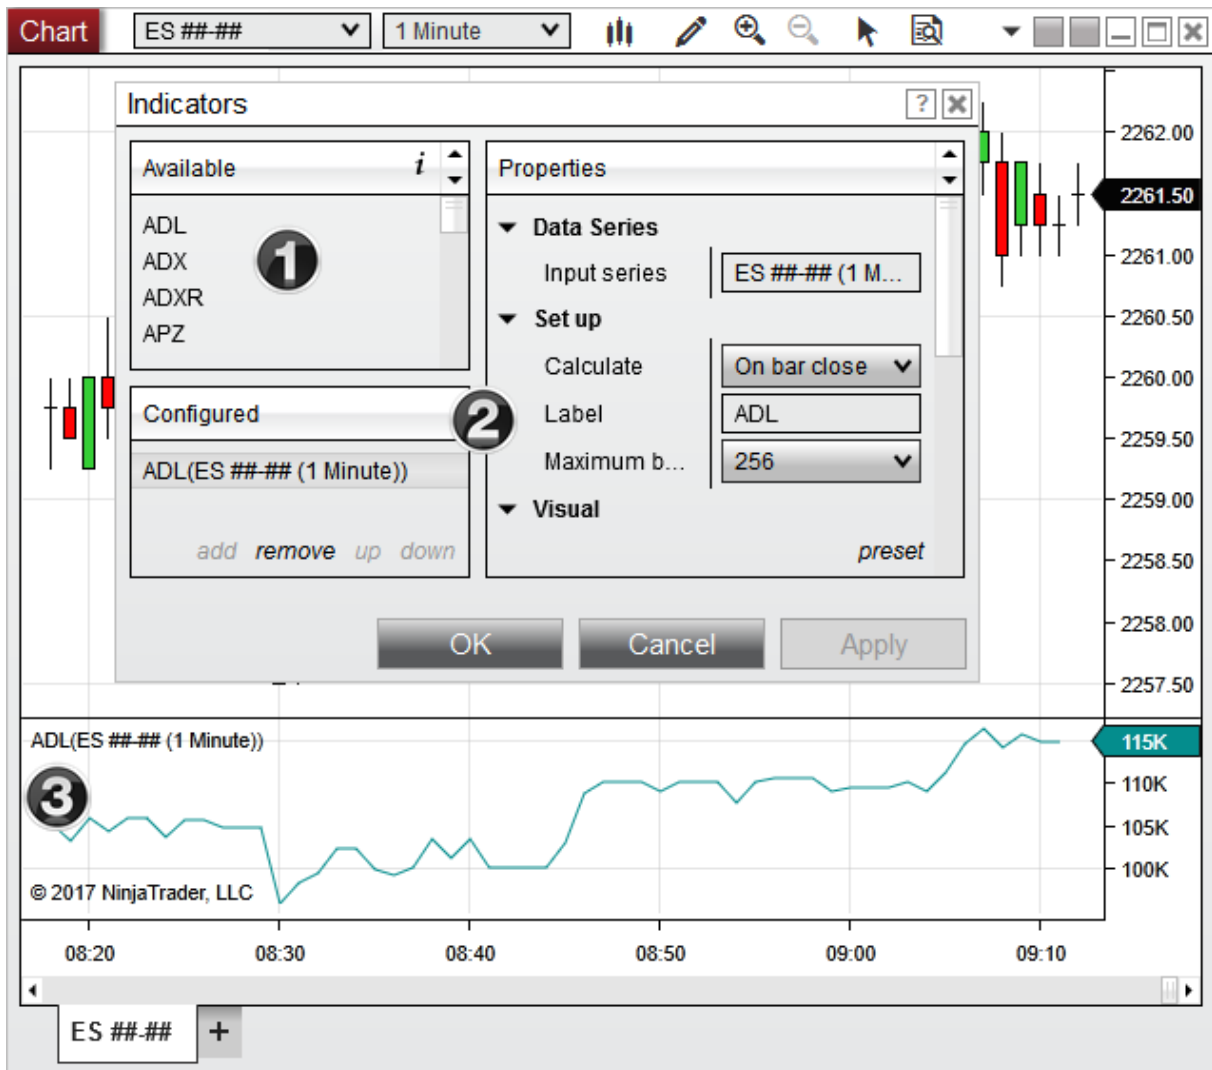 Chart ES ##-## 1 Minute
Indicators ?
Available i
ADL
ADX
ADXR
APZ
1
Configured
ADL(ES ##-## (1 Minute))
add remove up down
Properties
Data Series
Input series ES ##-## (1 M...
Set up
Calculate On bar close
2
Label ADL
Maximum b... 256
Visual
preset
OK Cancel Apply
2262.00
2261.50
2261.00
2260.50
2260.00
2259.50
2259.00
2258.50
2258.00
2257.50
ADL(ES ##-## (1 Minute))
3
115K
110K
105K
100K
© 2017 NinjaTrader, LLC
08:20 08:30 08:40 08:50 09:00 09:10
ES ##-## +